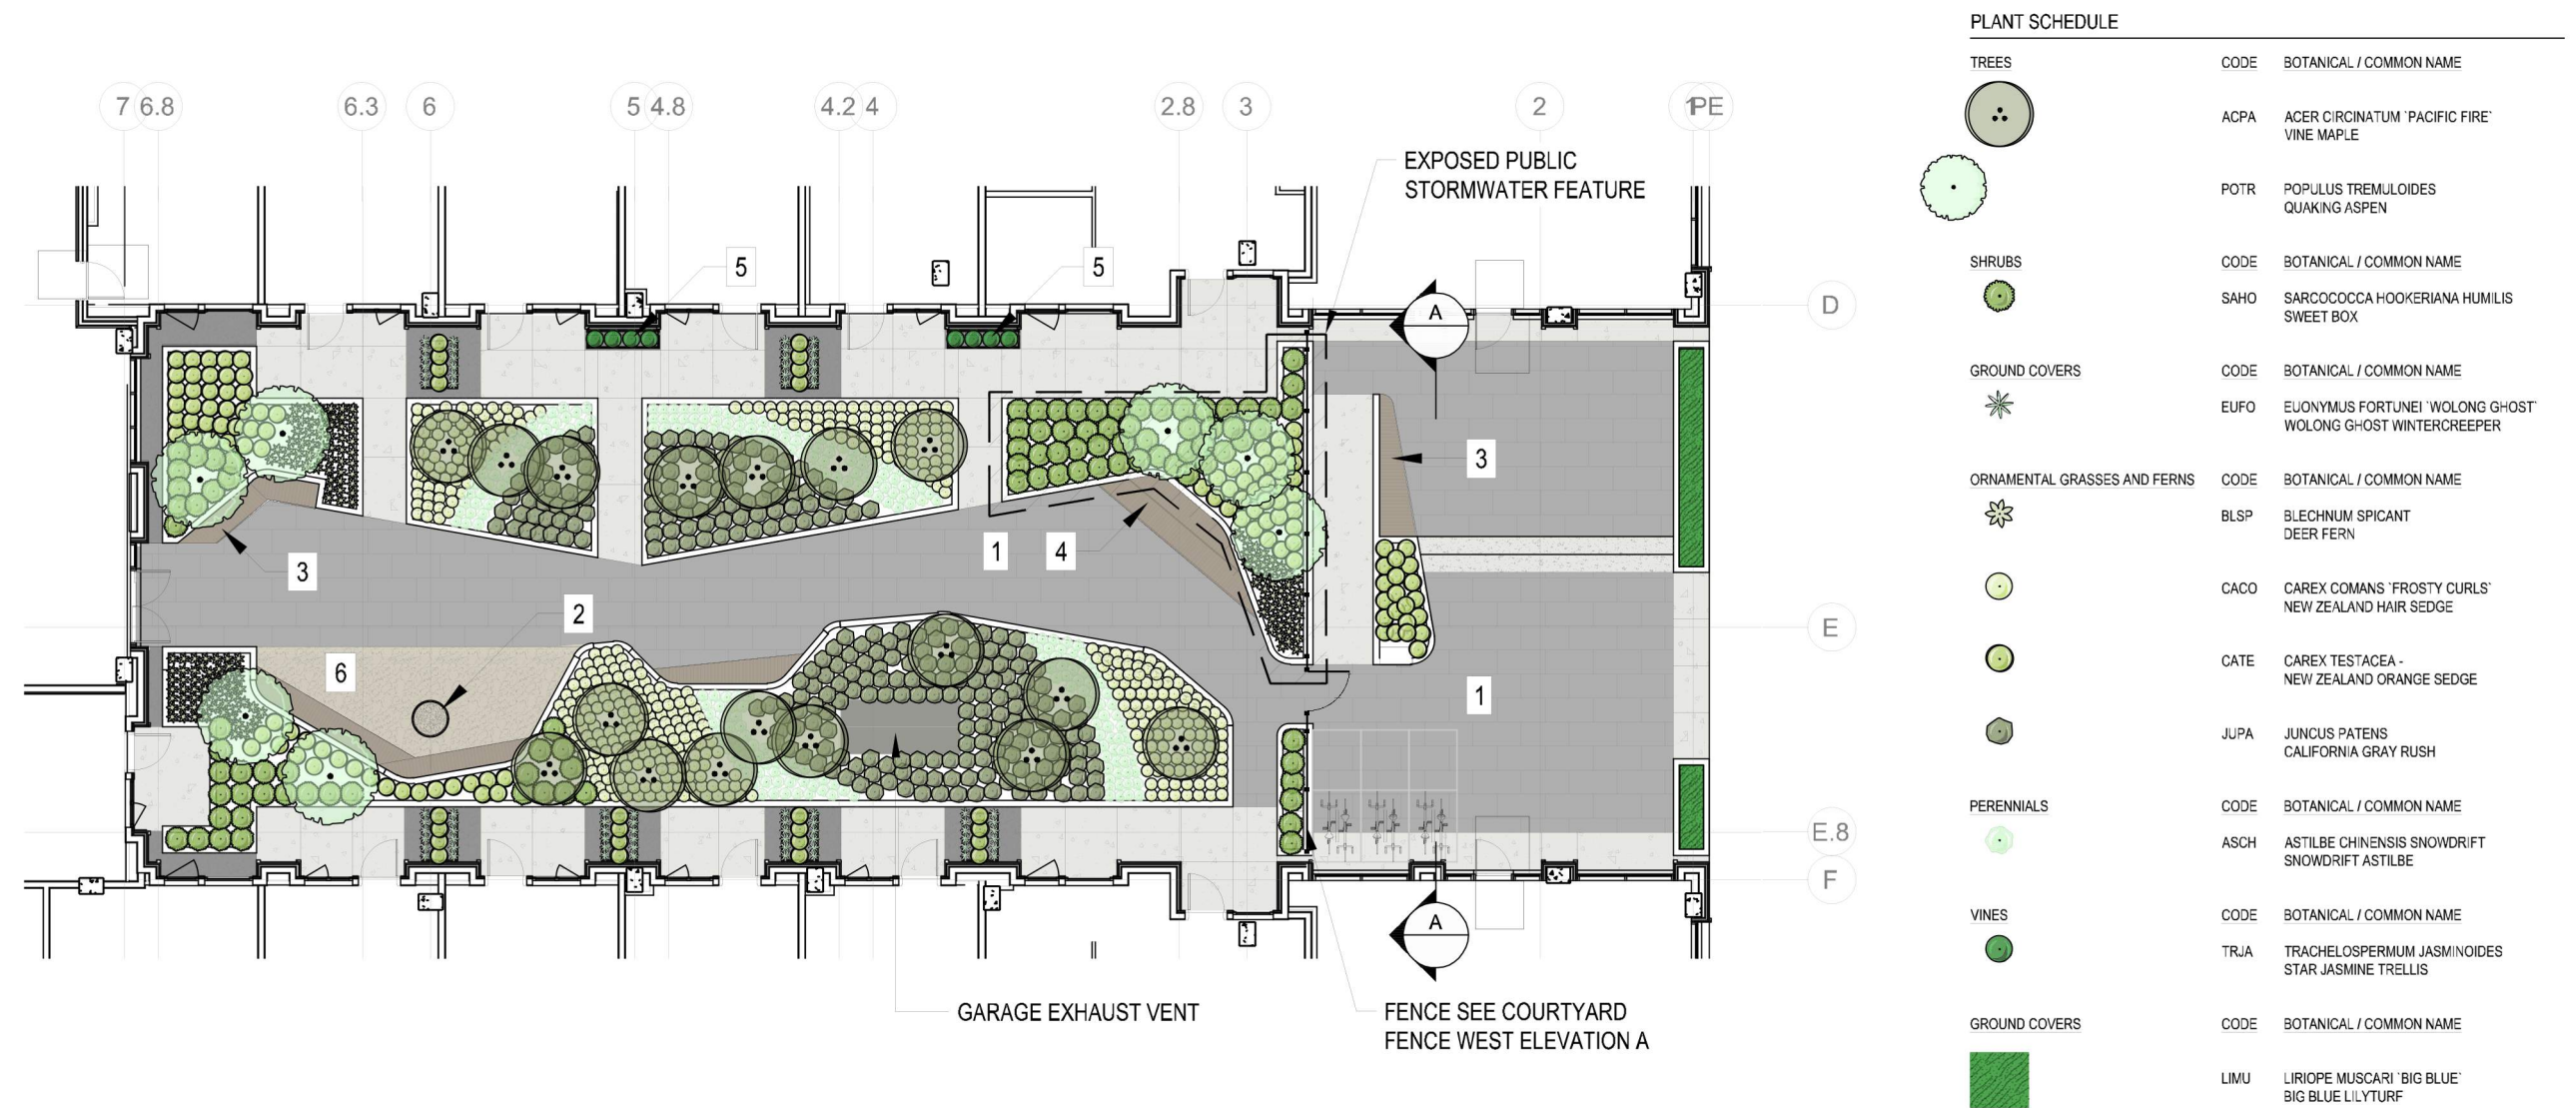 7 6.8 6.3 6 5 4.8 4.2 4 2.8 3 2 1 PE
EXPOSED PUBLIC
STORMWATER FEATURE
5
5
A
D
3
1
4
3
2
E
6
1
E.8
F
A
GARAGE EXHAUST VENT
FENCE SEE COURTYARD
FENCE WEST ELEVATION A
PLANT SCHEDULE
TREES CODE BOTANICAL / COMMON NAME
ACPA ACER CIRCINATUM `PACIFIC FIRE`
VINE MAPLE
POTR POPULUS TREMULOIDES
QUAKING ASPEN
SHRUBS CODE BOTANICAL / COMMON NAME
SAHO SARCOCOCCA HOOKERIANA HUMILIS
SWEET BOX
GROUND COVERS CODE BOTANICAL / COMMON NAME
EUFO EUONYMUS FORTUNEI `WOLONG GHOST`
WOLONG GHOST WINTERCREEPER
ORNAMENTAL GRASSES AND FERNS CODE BOTANICAL / COMMON NAME
BLSP BLECHNUM SPICANT
DEER FERN
CACO CAREX COMANS `FROSTY CURLS`
NEW ZEALAND HAIR SEDGE
CATE CAREX TESTACEA -
NEW ZEALAND ORANGE SEDGE
JUPA JUNCUS PATENS
CALIFORNIA GRAY RUSH
PERENNIALS CODE BOTANICAL / COMMON NAME
ASCH ASTILBE CHINENSIS SNOWDRIFT
SNOWDRIFT ASTILBE
VINES CODE BOTANICAL / COMMON NAME
TRJA TRACHELOSPERMUM JASMINOIDES
STAR JASMINE TRELLIS
GROUND COVERS CODE BOTANICAL / COMMON NAME
LIMU LIRIOPE MUSCARI `BIG BLUE`
BIG BLUE LILYTURF